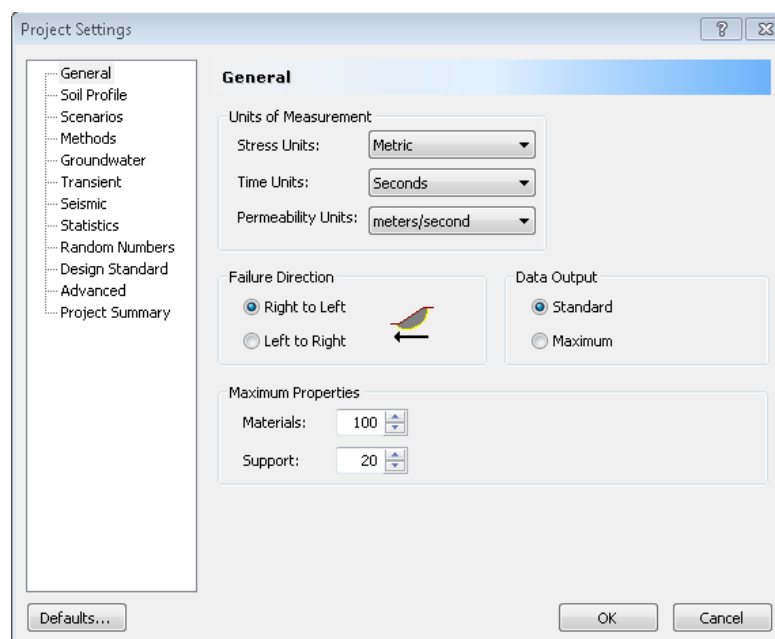 Project Settings
General
Soil Profile
Scenarios
Methods
Groundwater
Transient
Seismic
Statistics
Random Numbers
Design Standard
Advanced
Project Summary
General
Units of Measurement
Stress Units: Metric
Time Units: Seconds
Permeability Units: meters/second
Failure Direction
Right to Left
Left to Right
Data Output
Standard
Maximum
Maximum Properties
Materials: 100
Support: 20
Defaults... OK Cancel